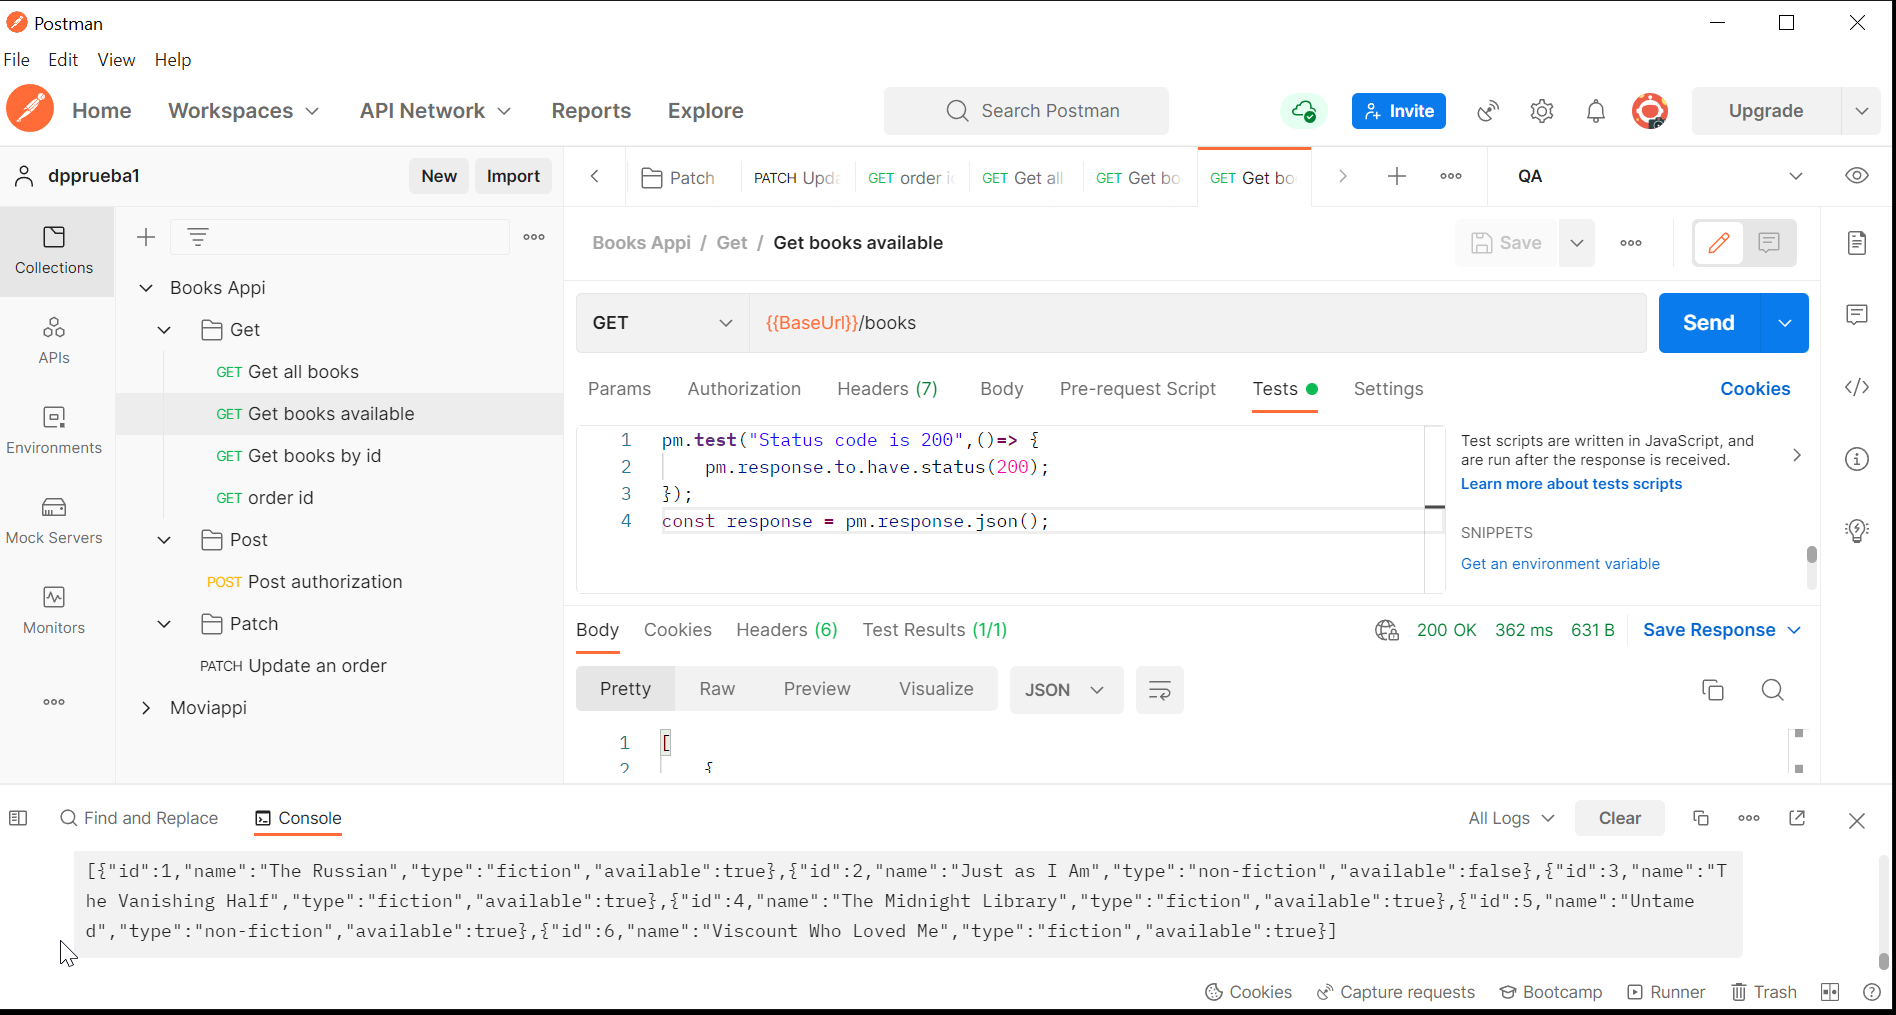 Postman
File Edit View Help
Home Workspaces API Network Reports Explore Search Postman Invite Upgrade
dpprueba1 New Import
Patch PATCH Upda GET order i GET Get all GET Get bo GET Get bo QA
Collections
APIs
Environments
Mock Servers
Monitors
Books Appi
Get
GET Get all books
GET Get books available
GET Get books by id
GET order id
Post
POST Post authorization
Patch
PATCH Update an order
Moviappi
Books Appi / Get / Get books available Save
GET {{BaseUrl}}/books Send
Params Authorization Headers (7) Body Pre-request Script Tests Settings Cookies
1 pm.test("Status code is 200",()=> {
2 pm.response.to.have.status(200);
3 });
4 const response = pm.response.json();
Test scripts are written in JavaScript, and
are run after the response is received.
Learn more about tests scripts
SNIPPETS
Get an environment variable
Body Cookies Headers (6) Test Results (1/1) 200 OK 362 ms 631 B Save Response
Pretty Raw Preview Visualize JSON
1 [
2 {
Find and Replace Console All Logs Clear
[{"id":1,"name":"The Russian","type":"fiction","available":true},{"id":2,"name":"Just as I Am","type":"non-fiction","available":false},{"id":3,"name":"T
he Vanishing Half","type":"fiction","available":true},{"id":4,"name":"The Midnight Library","type":"fiction","available":true},{"id":5,"name":"Untame
d","type":"non-fiction","available":true},{"id":6,"name":"Viscount Who Loved Me","type":"fiction","available":true}]
Cookies Capture requests Bootcamp Runner Trash